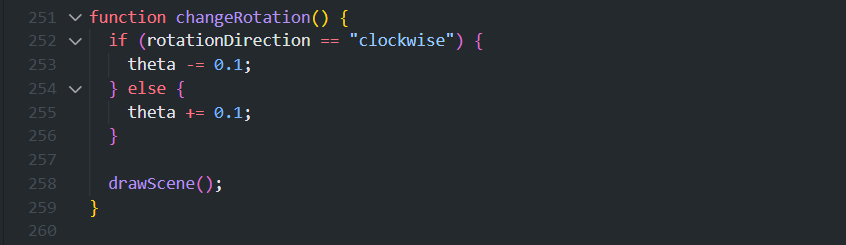 251 function changeRotation() {
252 if (rotationDirection == "clockwise") {
253 theta -= 0.1;
254 } else {
255 theta += 0.1;
256 }
257
258 drawScene();
259 }
260